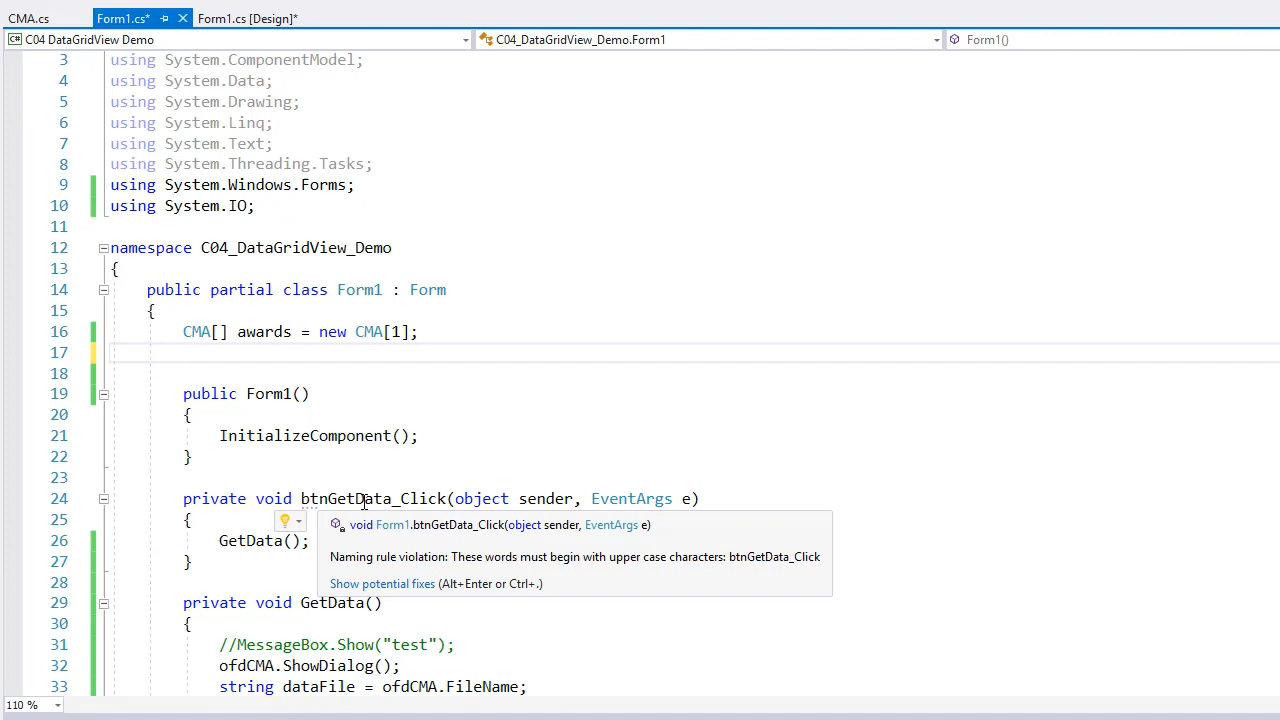 CMA.cs Form1.cs* Form1.cs [Design]*
C# C04 DataGridView Demo C04_DataGridView_Demo.Form1 Form1()
3 using System.ComponentModel;
4 using System.Data;
5 using System.Drawing;
6 using System.Linq;
7 using System.Text;
8 using System.Threading.Tasks;
9 using System.Windows.Forms;
10 using System.IO;
11
12 namespace C04_DataGridView_Demo
13 {
14 public partial class Form1 : Form
15 {
16 CMA[] awards = new CMA[1];
17
18
19 public Form1()
20 {
21 InitializeComponent();
22 }
23
24 private void btnGetData_Click(object sender, EventArgs e)
25 {
void Form1.btnGetData_Click(object sender, EventArgs e)
26 GetData();
Naming rule violation: These words must begin with upper case characters: btnGetData_Click
27 }
Show potential fixes (Alt+Enter or Ctrl+.)
28
29 private void GetData()
30 {
31 //MessageBox.Show("test");
32 ofdCMA.ShowDialog();
33 string dataFile = ofdCMA.FileName;
110 %